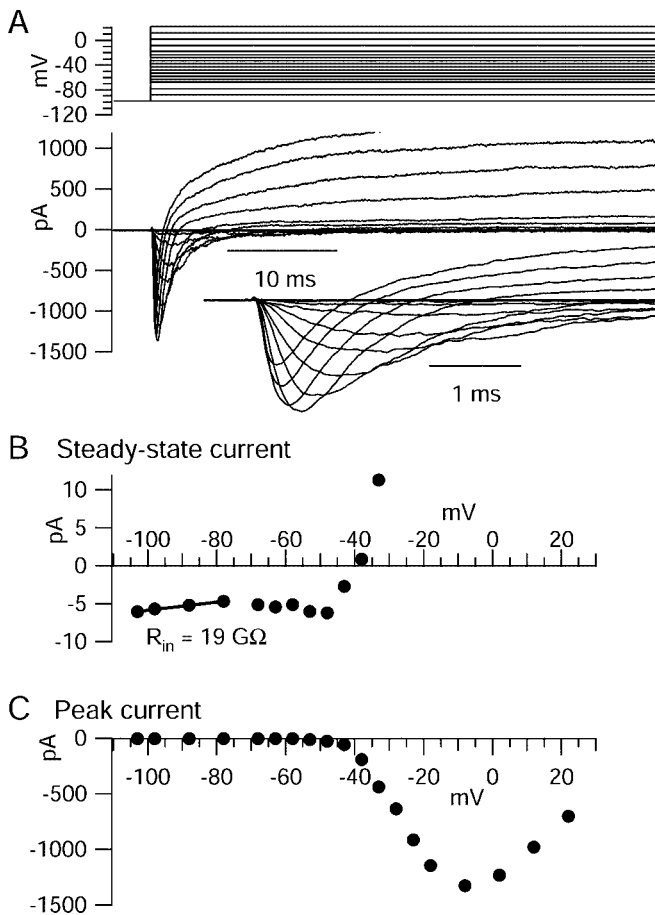 A
mV
0
-40
-80
-120
pA
1000
500
0
-500
-1000
-1500
10 ms
1 ms
B Steady-state current
pA
10
5
0
-5
-10
mV
-100 -80 -60 -40 -20 0 20
R_in = 19 GΩ
C Peak current
pA
0
-500
-1000
-1500
-100 -80 -60 -40 -20 0 20
mV